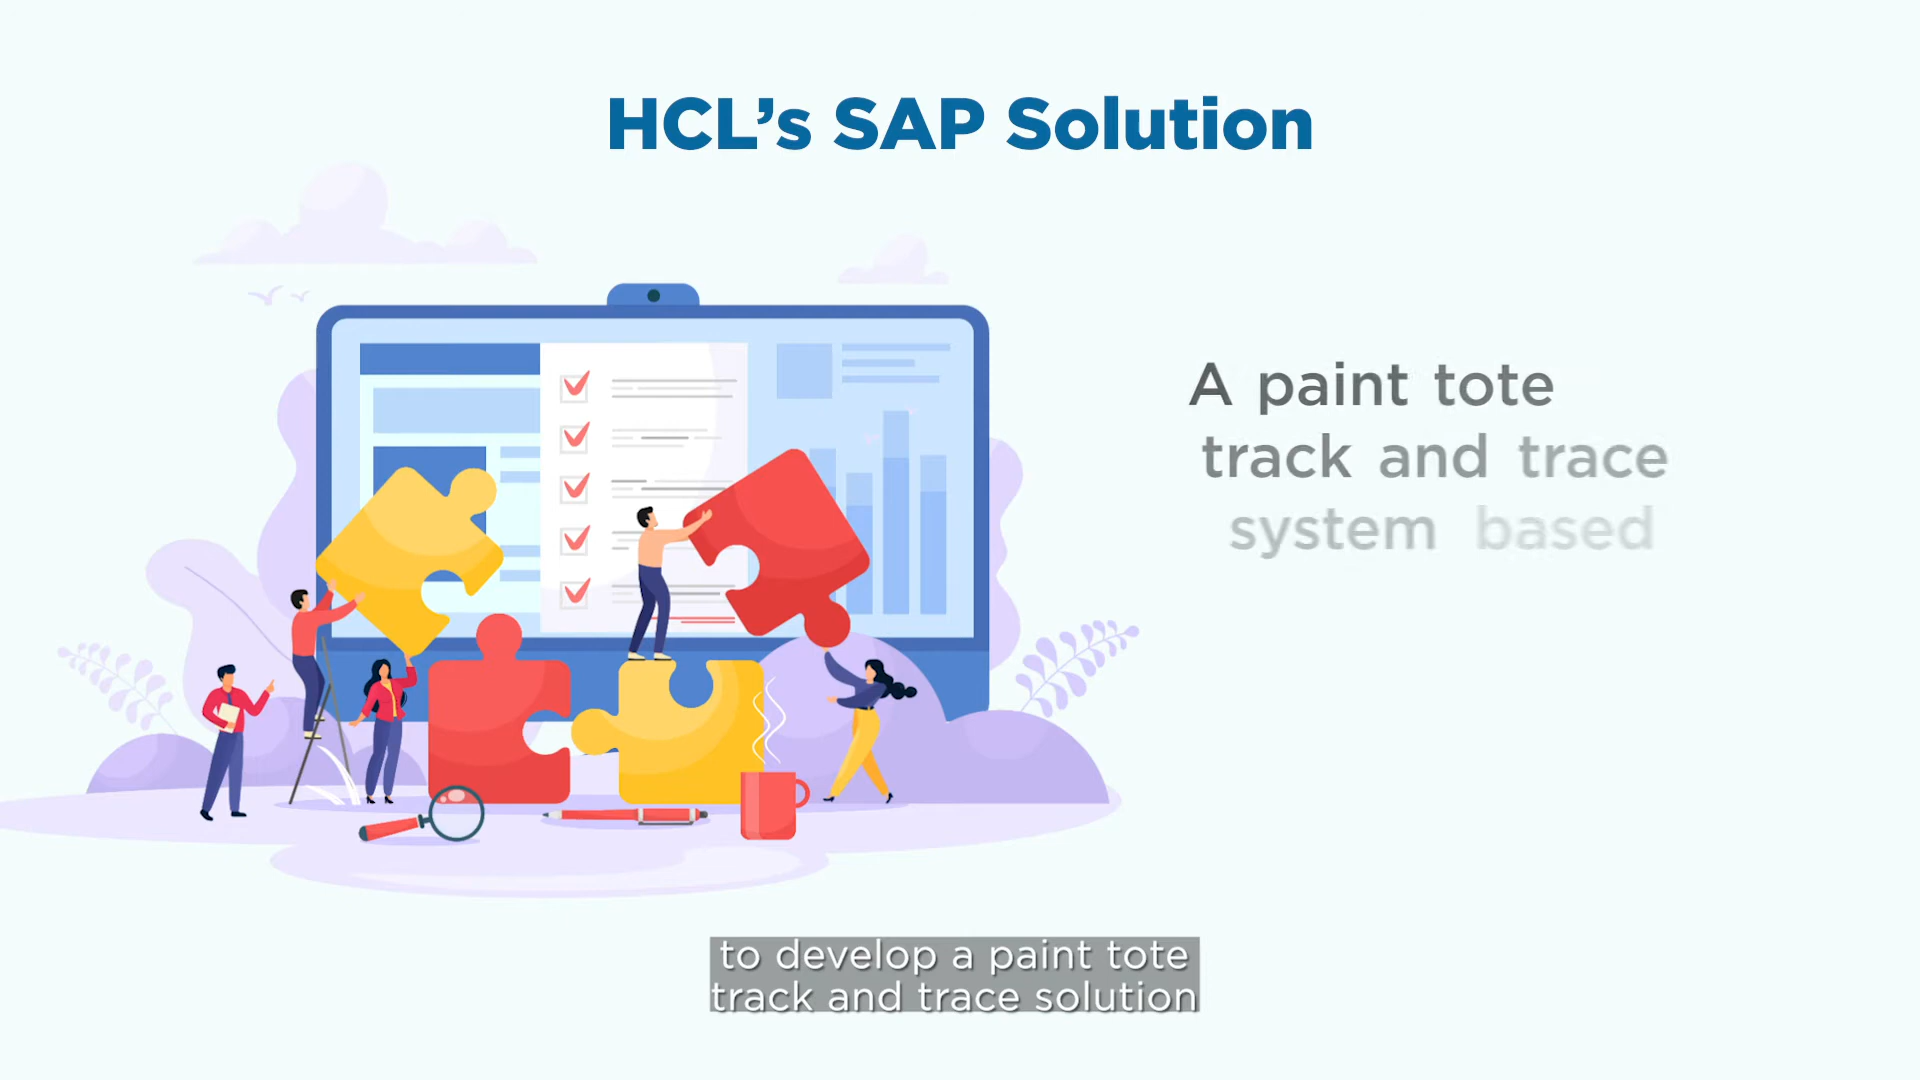 HCL’s SAP Solution
A paint tote
track and trace
system based
to develop a paint tote
track and trace solution